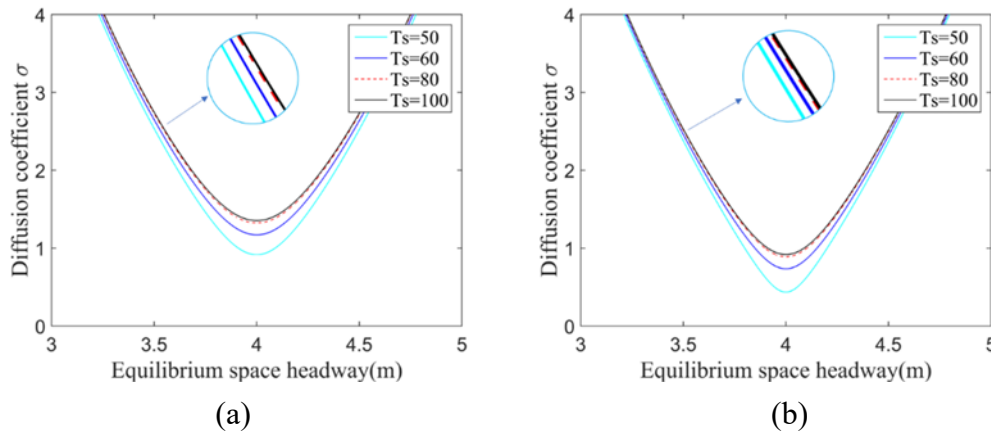 4
3
2
1
0
Diffusion coefficient σ
3 3.5 4 4.5 5
Equilibrium space headway(m)
Ts=50
Ts=60
Ts=80
Ts=100
(a)
4
3
2
1
0
Diffusion coefficient σ
3 3.5 4 4.5 5
Equilibrium space headway(m)
Ts=50
Ts=60
Ts=80
Ts=100
(b)